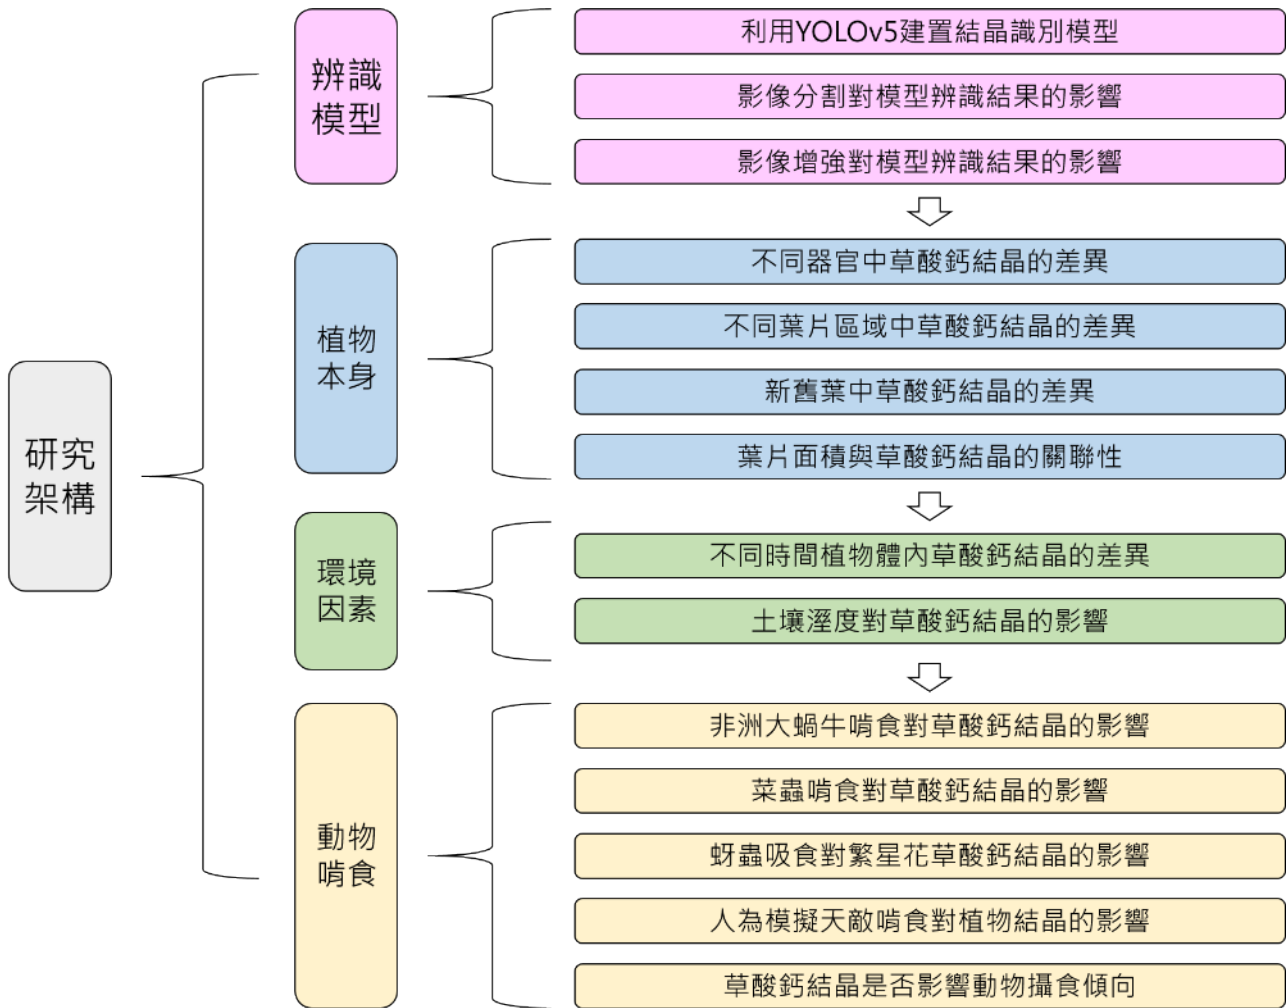 研究
架構
辨識
模型
利用YOLOv5建置結晶識別模型
影像分割對模型辨識結果的影響
影像增強對模型辨識結果的影響
植物
本身
不同器官中草酸鈣結晶的差異
不同葉片區域中草酸鈣結晶的差異
新舊葉中草酸鈣結晶的差異
葉片面積與草酸鈣結晶的關聯性
環境
因素
不同時間植物體內草酸鈣結晶的差異
土壤溼度對草酸鈣結晶的影響
動物
啃食
非洲大蝸牛啃食對草酸鈣結晶的影響
菜蟲啃食對草酸鈣結晶的影響
蚜蟲吸食對繁星花草酸鈣結晶的影響
人為模擬天敵啃食對植物結晶的影響
草酸鈣結晶是否影響動物攝食傾向